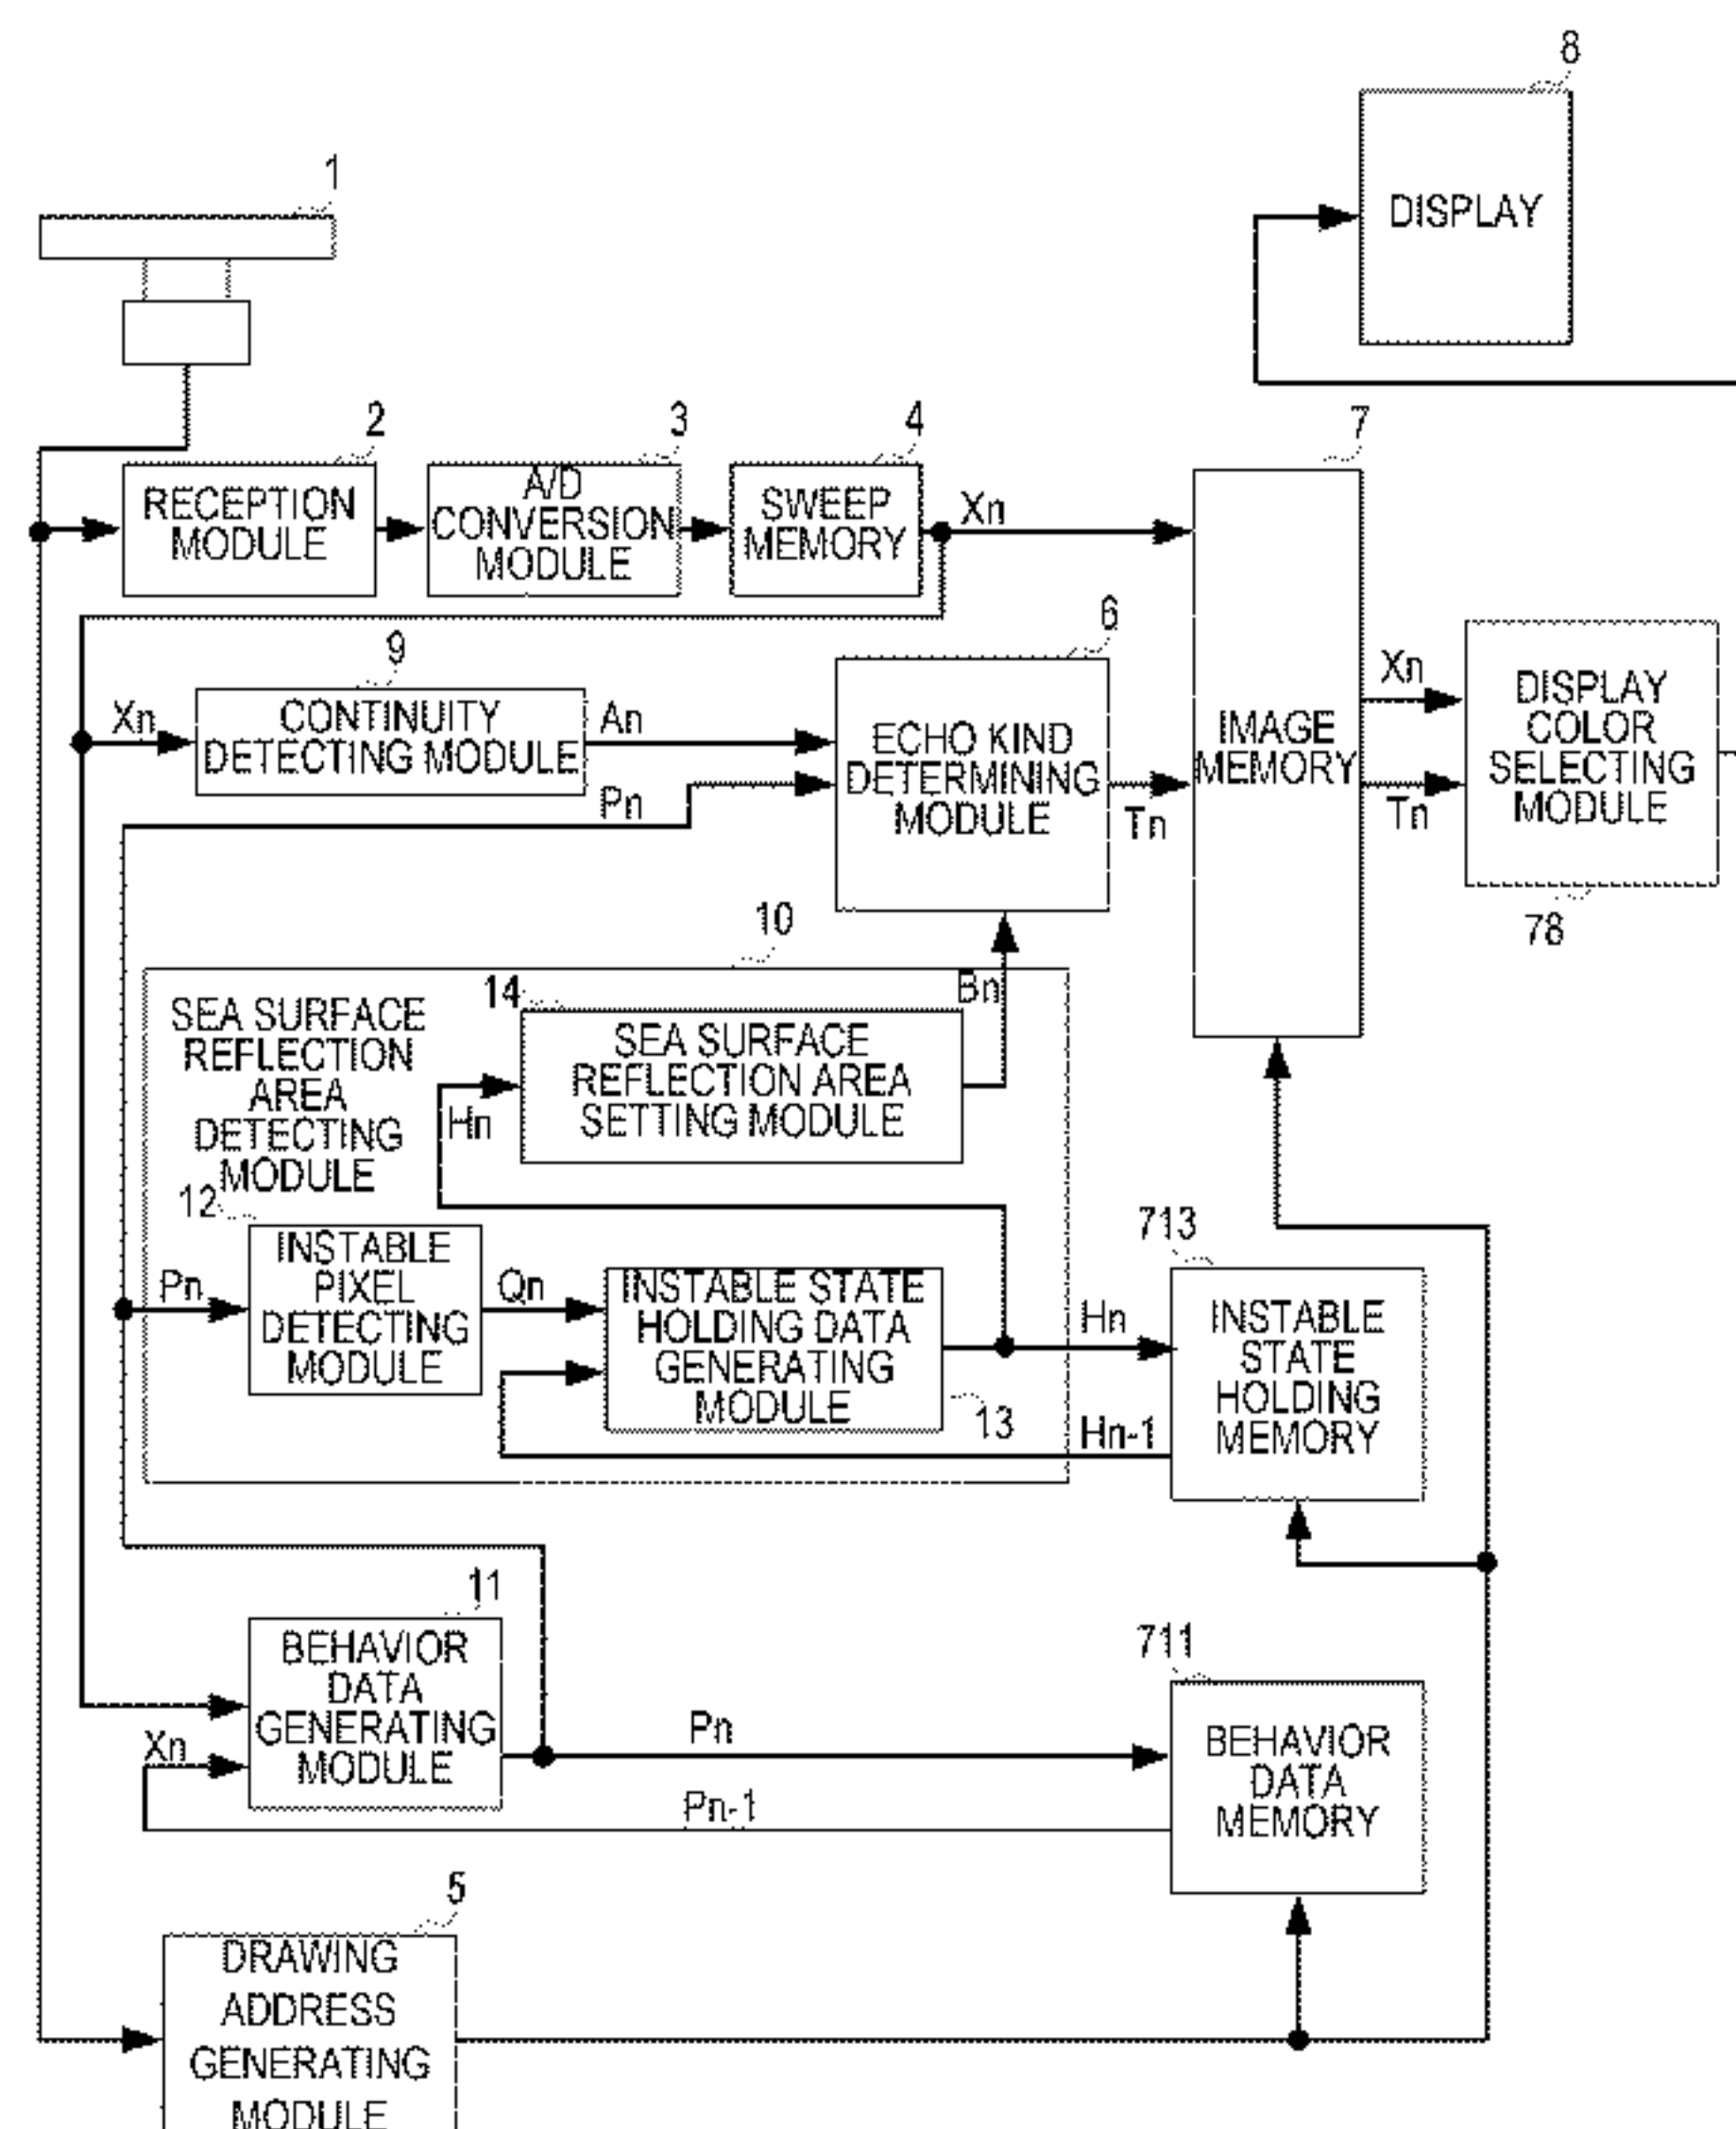 8
DISPLAY
1
2
RECEPTION
MODULE
3
A/D
CONVERSION
MODULE
4
SWEEP
MEMORY
Xn
7
IMAGE
MEMORY
6
ECHO KIND
DETERMINING
MODULE
Tn
Xn
Tn
DISPLAY
COLOR
SELECTING
MODULE
78
9
Xn
CONTINUITY
DETECTING MODULE
An
Pn
10
SEA SURFACE
REFLECTION
AREA
DETECTING
MODULE
14
SEA SURFACE
REFLECTION AREA
SETTING MODULE
Bn
Hn
12
Pn
INSTABLE
PIXEL
DETECTING
MODULE
Qn
INSTABLE STATE
HOLDING DATA
GENERATING
MODULE
13
Hn
Hn-1
713
INSTABLE
STATE
HOLDING
MEMORY
11
BEHAVIOR
DATA
GENERATING
MODULE
Xn
Pn
Pn-1
711
BEHAVIOR
DATA
MEMORY
5
DRAWING
ADDRESS
GENERATING
MODULE